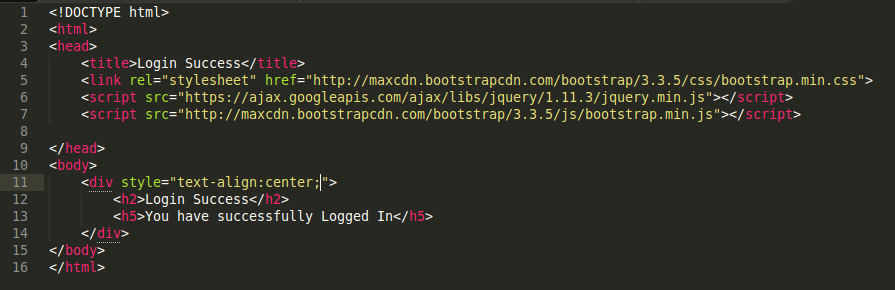 1 <!DOCTYPE html>
2 <html>
3 <head>
4     <title>Login Success</title>
5     <link rel="stylesheet" href="http://maxcdn.bootstrapcdn.com/bootstrap/3.3.5/css/bootstrap.min.css">
6     <script src="https://ajax.googleapis.com/ajax/libs/jquery/1.11.3/jquery.min.js"></script>
7     <script src="http://maxcdn.bootstrapcdn.com/bootstrap/3.3.5/js/bootstrap.min.js"></script>
8
9 </head>
10 <body>
11     <div style="text-align:center;">
12         <h2>Login Success</h2>
13         <h5>You have successfully Logged In</h5>
14     </div>
15 </body>
16 </html>